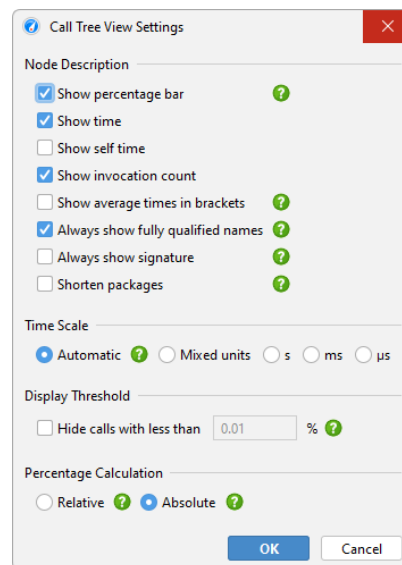 Call Tree View Settings
Node Description
Show percentage bar
Show time
Show self time
Show invocation count
Show average times in brackets
Always show fully qualified names
Always show signature
Shorten packages
Time Scale
Automatic Mixed units s ms µs
Display Threshold
Hide calls with less than 0.01 %
Percentage Calculation
Relative Absolute
OK Cancel